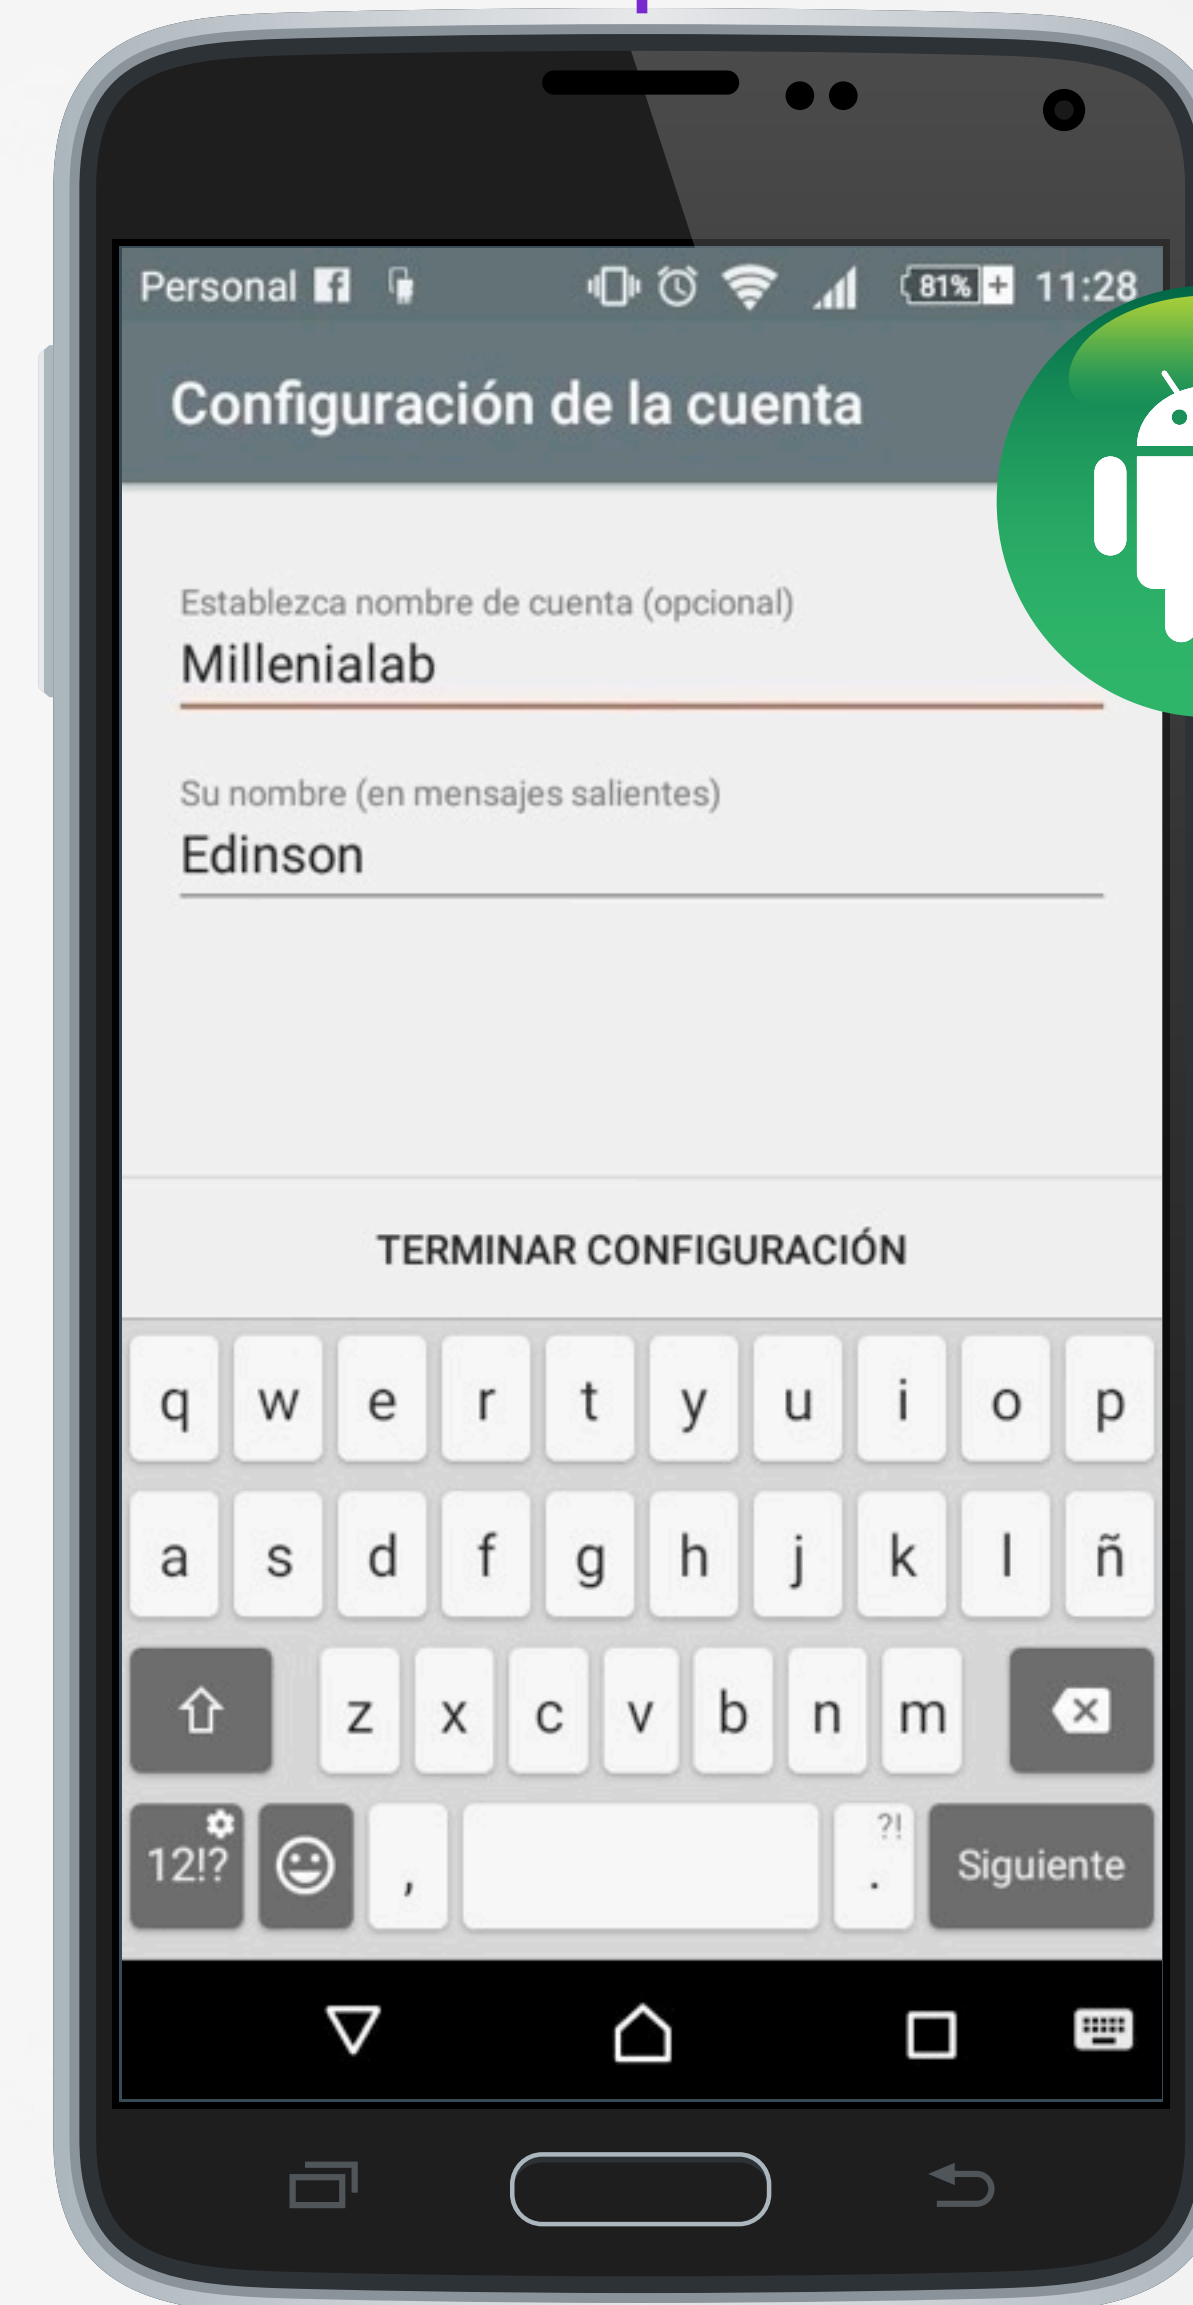 Personal 81% 11:28
Configuración de la cuenta
Establezca nombre de cuenta (opcional)
Millenialab
Su nombre (en mensajes salientes)
Edinson
TERMINAR CONFIGURACIÓN
q w e r t y u i o p
a s d f g h j k l ñ
z x c v b n m
12!? , ?! . Siguiente